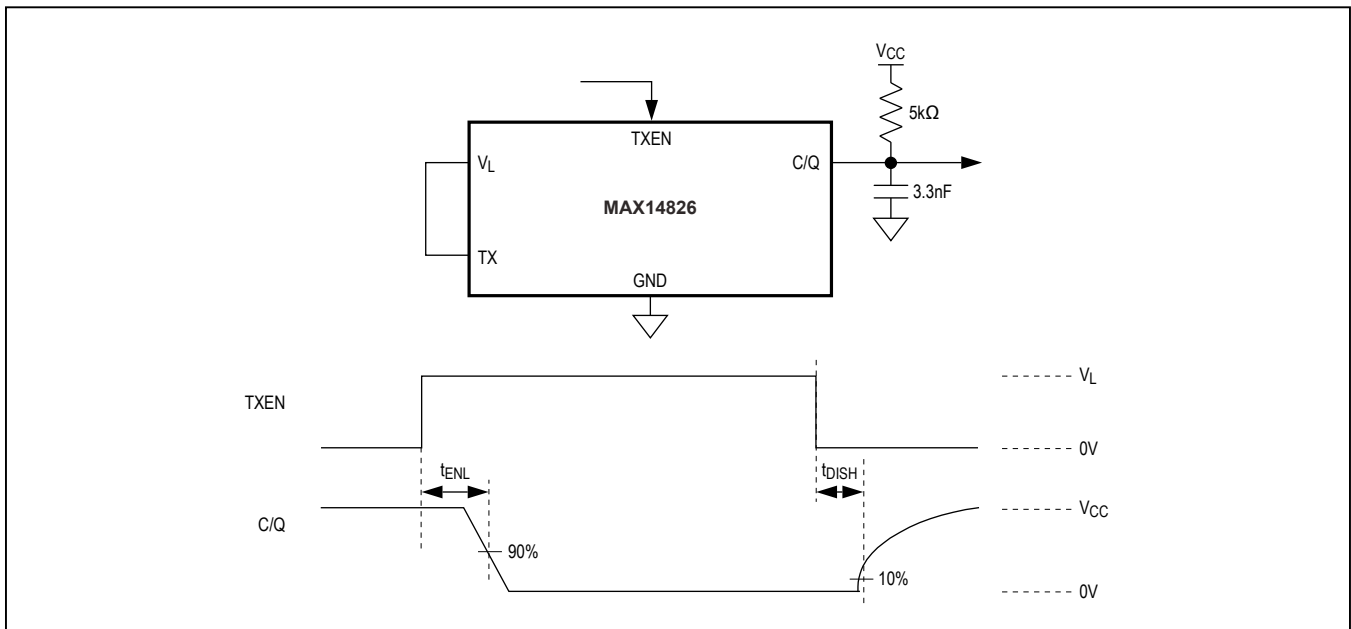 VCC
5kΩ
TXEN
VL
C/Q
3.3nF
MAX14826
TX
GND
VL
TXEN
0V
tENL
tDISH
VCC
C/Q
90%
10%
0V